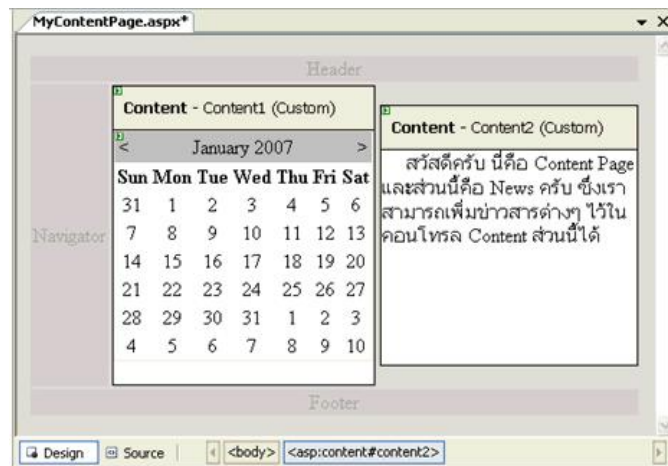 MyContentPage.aspx*
Header
Navigator
Content - Content1 (Custom)
< January 2007 >
Sun Mon Tue Wed Thu Fri Sat
31 1 2 3 4 5 6
7 8 9 10 11 12 13
14 15 16 17 18 19 20
21 22 23 24 25 26 27
28 29 30 31 1 2 3
4 5 6 7 8 9 10
Content - Content2 (Custom)
สวัสดีครับ นี่คือ Content Page
และส่วนนี้คือ News ครับ ซึ่งเรา
สามารถเพิ่มข่าวสารต่างๆ ไว้ใน
คอนโทรล Content ส่วนนี้ได้
Footer
Design Source <body> <asp:content#content2>